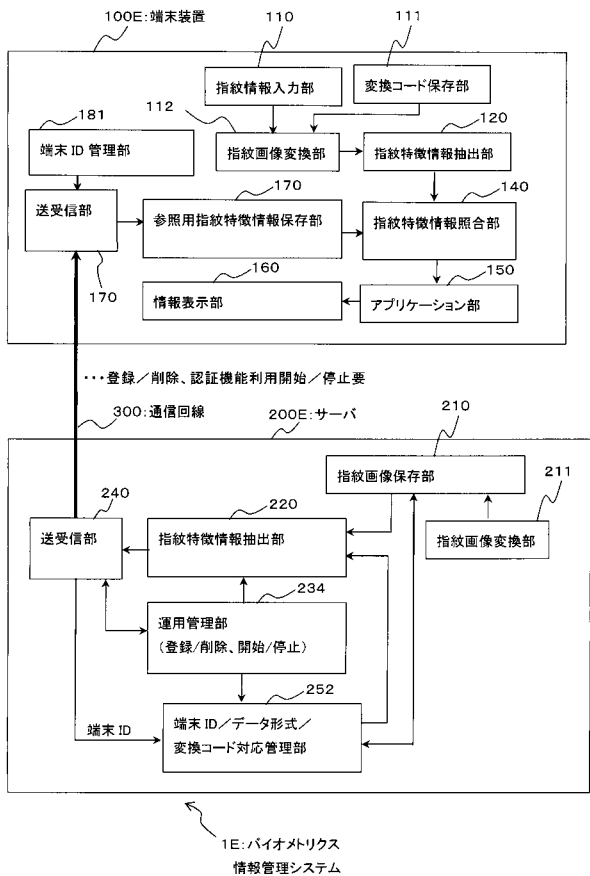 100E:端末装置
110
111
指紋情報入力部
変換コード保存部
112
181
120
端末ID管理部
指紋画像変換部
指紋特徴情報抽出部
170
140
送受信部
参照用指紋特徴情報保存部
指紋特徴情報照合部
160
150
170
情報表示部
アプリケーション部
・・・登録/削除、認証機能利用開始/停止要
300:通信回線
200E:サーバ
210
指紋画像保存部
240
220
211
送受信部
指紋特徴情報抽出部
指紋画像変換部
234
運用管理部
(登録/削除、開始/停止)
252
端末ID
端末ID/データ形式/
変換コード対応管理部
1E:バイオメトリクス
情報管理システム